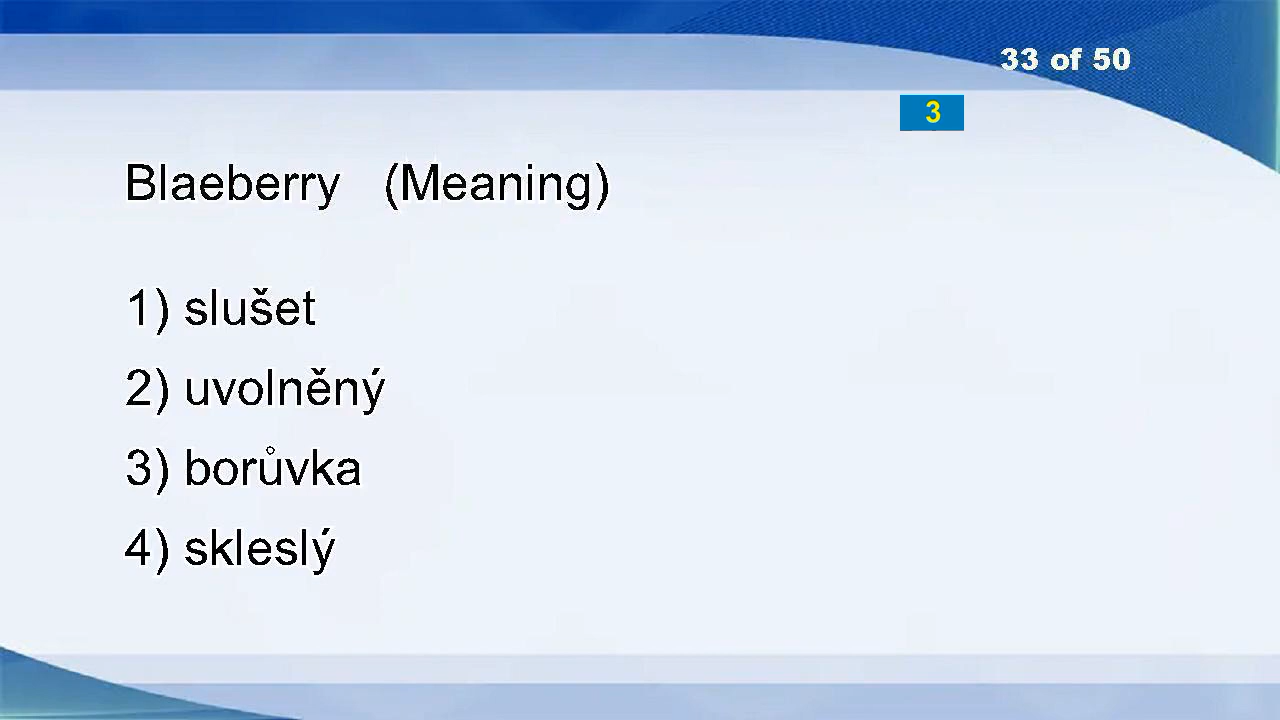 33 of 50
3
Blaeberry (Meaning)
1) slušet
2) uvolněný
3) borůvka
4) skleslý